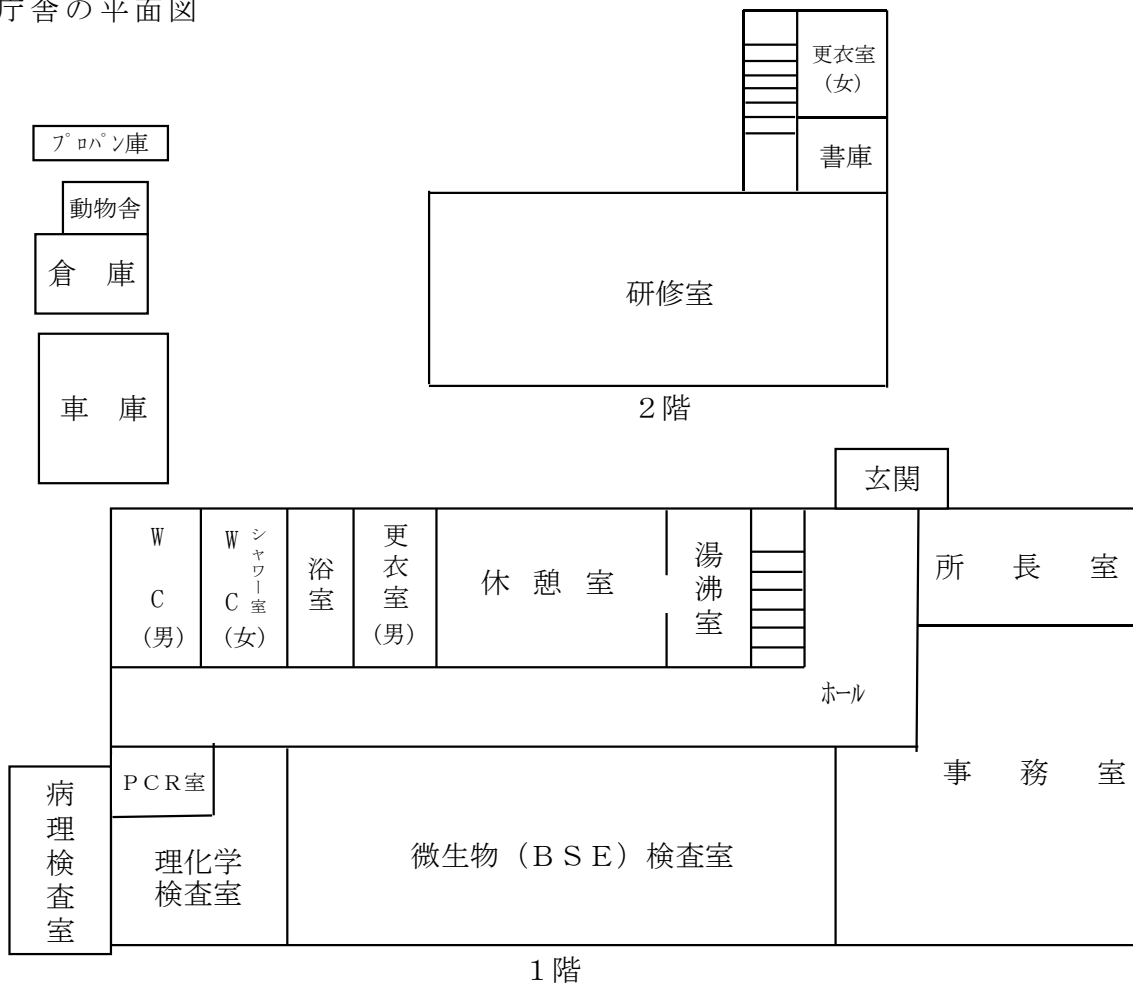 庁舎の平面図
更衣室
(女)
書庫
研修室
2階
プロパン庫
動物舎
倉 庫
車 庫
玄関
W
C
(男)
W
C
シャワー室
(女)
浴室
更衣室
(男)
休 憩 室
湯沸室
所 長 室
ホール
事 務 室
病理検査室
PCR室
理化学
検査室
微生物(BSE)検査室
1階